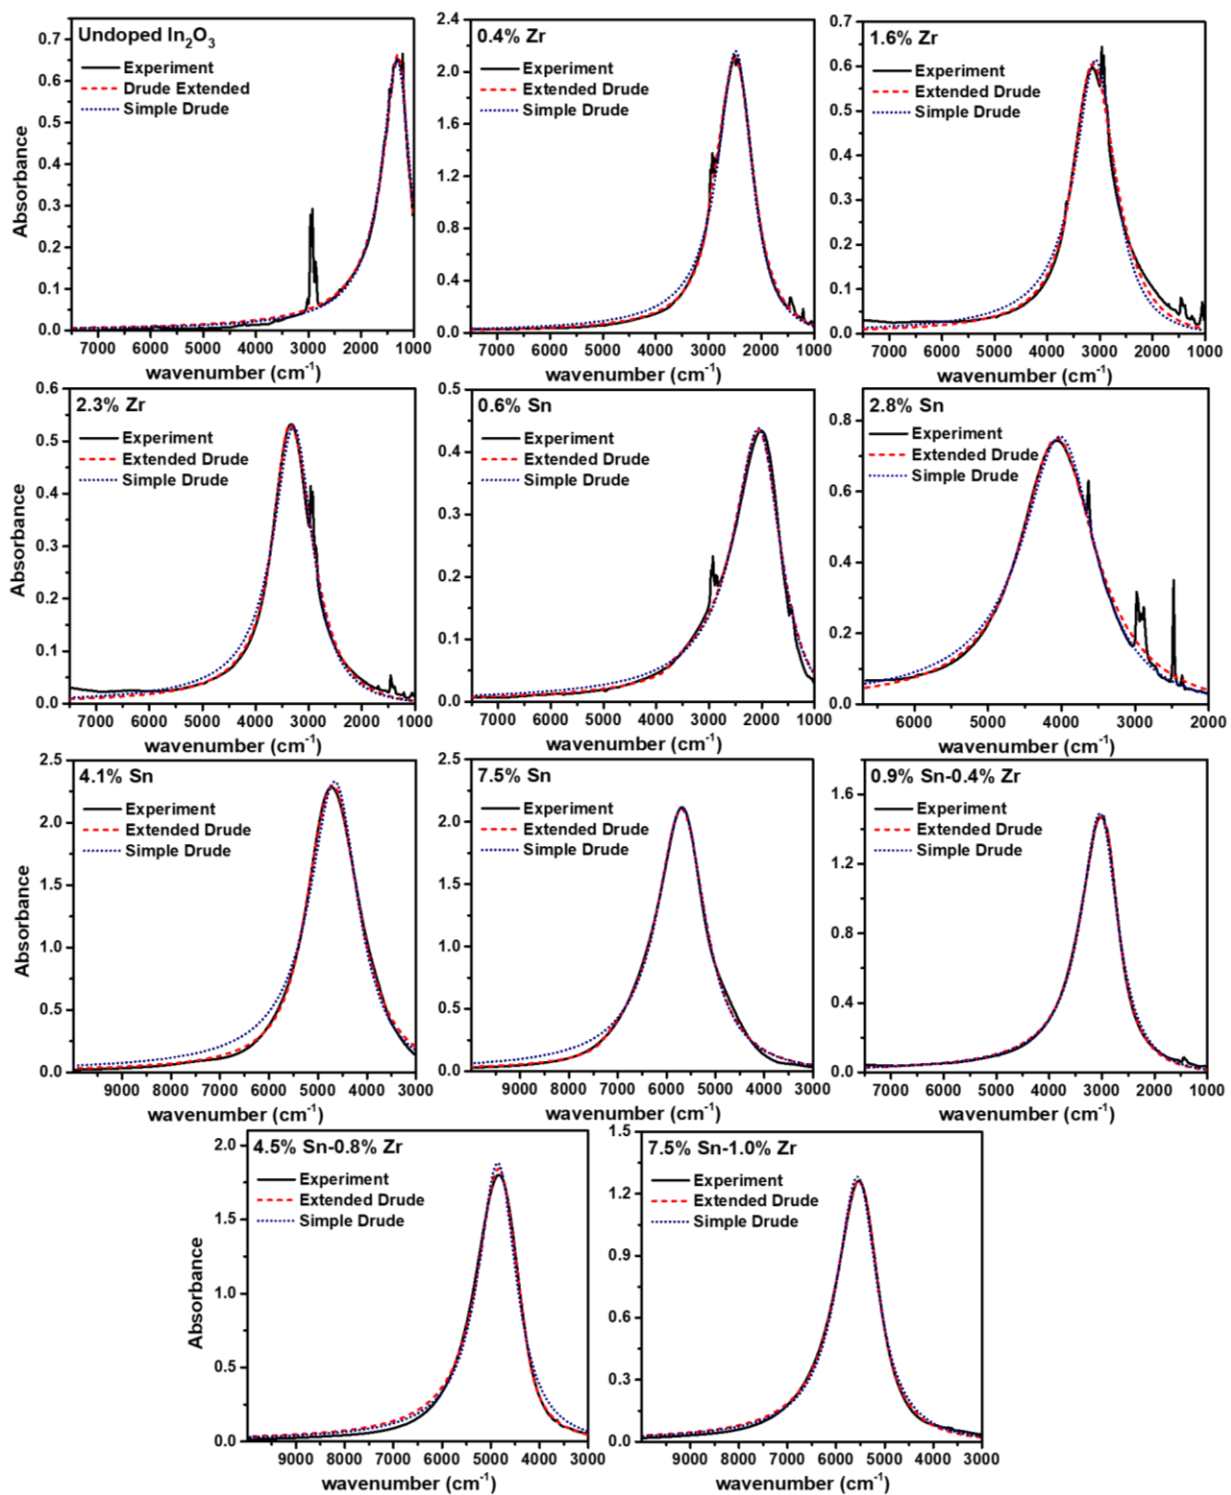 Undoped In₂O₃
Experiment
Drude Extended
Simple Drude
Absorbance
0.7
0.6
0.5
0.4
0.3
0.2
0.1
0.0
7000 6000 5000 4000 3000 2000 1000
wavenumber (cm⁻¹)
0.4% Zr
Experiment
Extended Drude
Simple Drude
2.4
2.0
1.6
1.2
0.8
0.4
0.0
7000 6000 5000 4000 3000 2000 1000
wavenumber (cm⁻¹)
1.6% Zr
Experiment
Extended Drude
Simple Drude
0.7
0.6
0.5
0.4
0.3
0.2
0.1
0.0
7000 6000 5000 4000 3000 2000 1000
wavenumber (cm⁻¹)
2.3% Zr
Experiment
Extended Drude
Simple Drude
Absorbance
0.6
0.5
0.4
0.3
0.2
0.1
0.0
7000 6000 5000 4000 3000 2000 1000
wavenumber (cm⁻¹)
0.6% Sn
Experiment
Extended Drude
Simple Drude
0.5
0.4
0.3
0.2
0.1
0.0
7000 6000 5000 4000 3000 2000 1000
wavenumber (cm⁻¹)
2.8% Sn
Experiment
Extended Drude
Simple Drude
0.8
0.6
0.4
0.2
0.0
6000 5000 4000 3000 2000
wavenumber (cm⁻¹)
4.1% Sn
Experiment
Extended Drude
Simple Drude
Absorbance
2.5
2.0
1.5
1.0
0.5
0.0
9000 8000 7000 6000 5000 4000 3000
wavenumber (cm⁻¹)
7.5% Sn
Experiment
Extended Drude
Simple Drude
2.5
2.0
1.5
1.0
0.5
0.0
9000 8000 7000 6000 5000 4000 3000
wavenumber (cm⁻¹)
0.9% Sn-0.4% Zr
Experiment
Extended Drude
Simple Drude
1.6
1.2
0.8
0.4
0.0
7000 6000 5000 4000 3000 2000 1000
wavenumber (cm⁻¹)
4.5% Sn-0.8% Zr
Experiment
Extended Drude
Simple Drude
Absorbance
2.0
1.5
1.0
0.5
0.0
9000 8000 7000 6000 5000 4000 3000
wavenumber (cm⁻¹)
7.5% Sn-1.0% Zr
Experiment
Extended Drude
Simple Drude
1.5
1.2
0.9
0.6
0.3
0.0
9000 8000 7000 6000 5000 4000 3000
wavenumber (cm⁻¹)